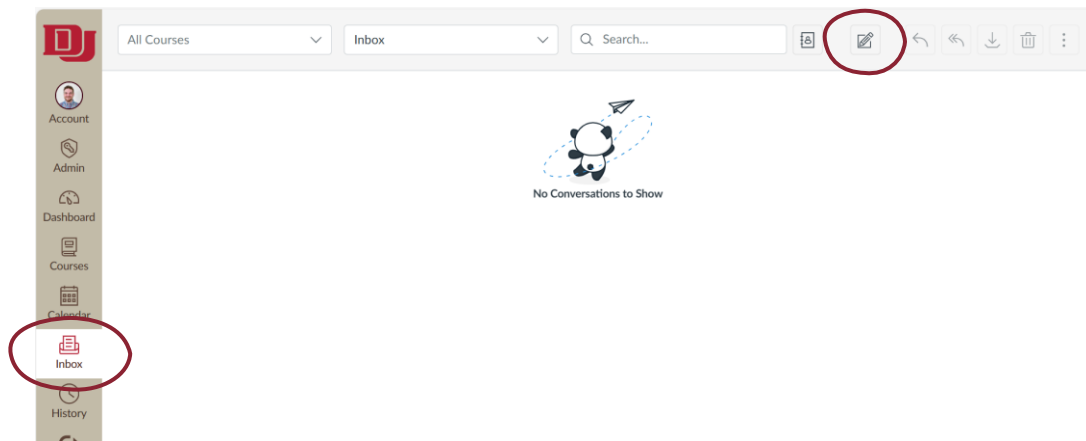 DJ
All Courses
Inbox
Search...
Account
Admin
Dashboard
Courses
Calendar
Inbox
History
No Conversations to Show